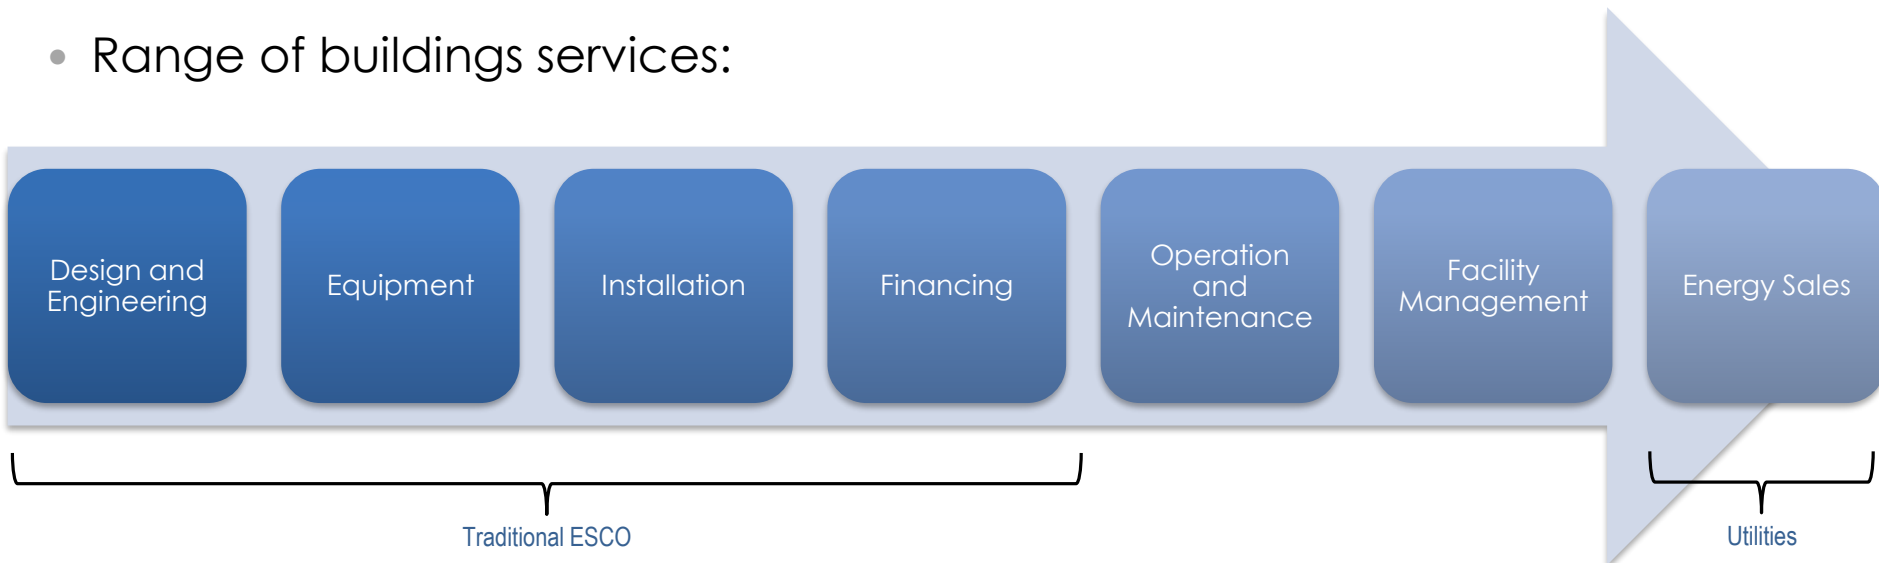 • Range of buildings services:
Design and
Engineering
Equipment
Installation
Financing
Operation
and
Maintenance
Facility
Management
Energy Sales
Traditional ESCO
Utilities